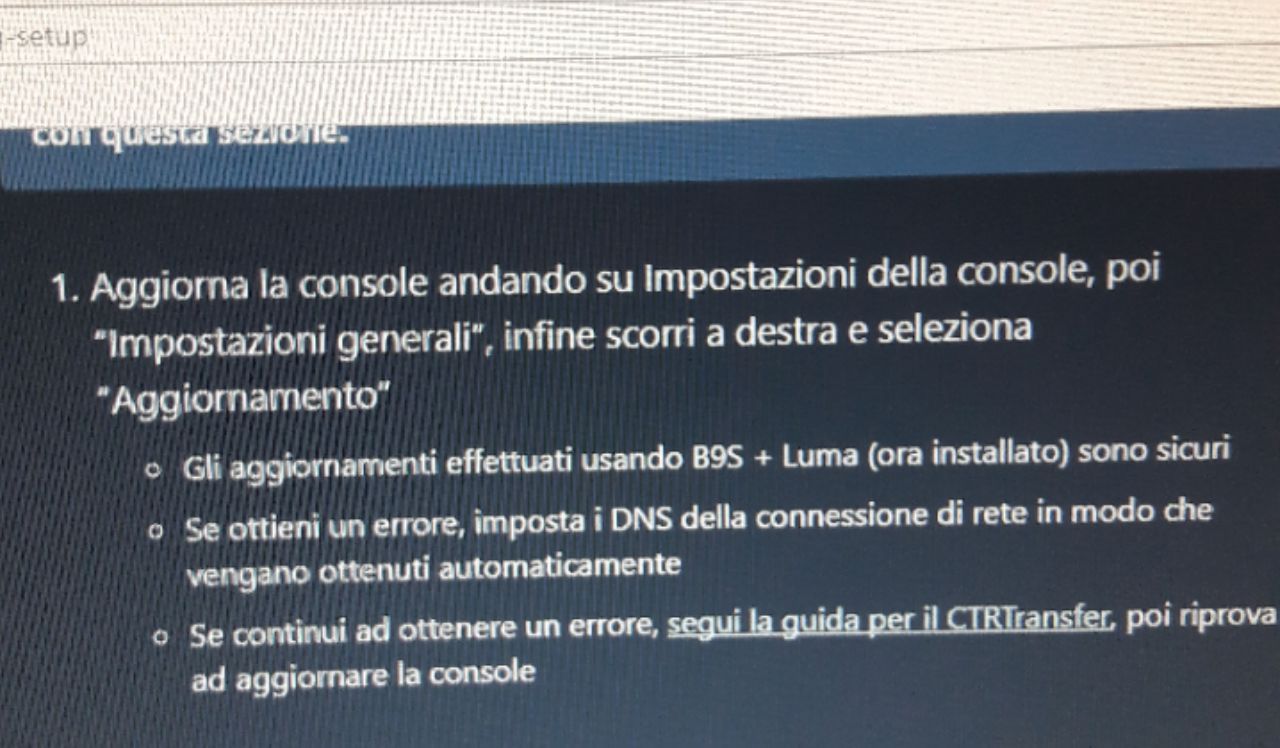 -setup
con questa sezione.
1. Aggiorna la console andando su Impostazioni della console, poi
"Impostazioni generali", infine scorri a destra e seleziona
"Aggiornamento"
Gli aggiornamenti effettuati usando B9S + Luma (ora installato) sono sicuri
Se ottieni un errore, imposta i DNS della connessione di rete in modo che
vengano ottenuti automaticamente
Se continui ad ottenere un errore, segui la guida per il CTRTransfer, poi riprova
ad aggiornare la console